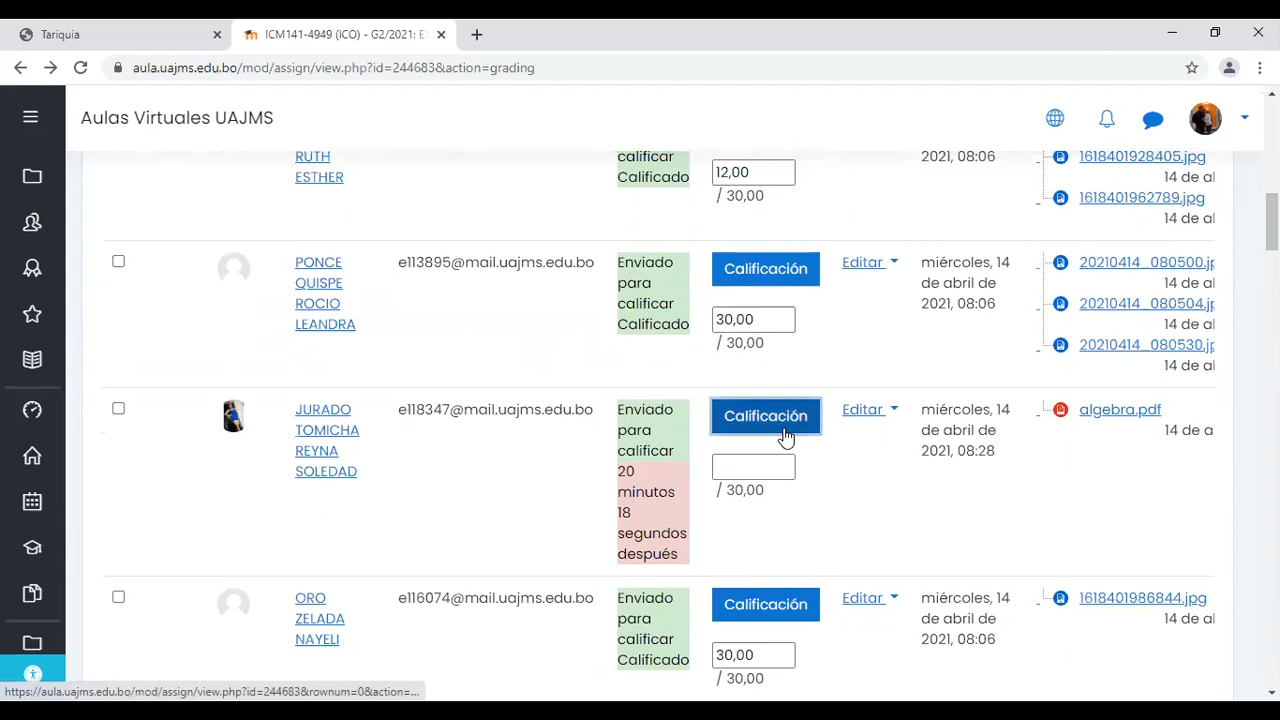 Tariquia
ICM141-4949 (ICO) - G2/2021: E
aula.uajms.edu.bo/mod/assign/view.php?id=244683&action=grading
Aulas Virtuales UAJMS
RUTH
ESTHER
calificar
Calificado
12,00
/ 30,00
2021, 08:06
1618401928405.jpg
14 de al
1618401962789.jpg
14 de al
PONCE
QUISPE
ROCIO
LEANDRA
e113895@mail.uajms.edu.bo
Enviado
para
calificar
Calificado
Calificación
30,00
/ 30,00
Editar
miércoles, 14
de abril de
2021, 08:06
20210414_080500.jp
14 de al
20210414_080504.jp
14 de al
20210414_080530.jp
14 de al
JURADO
TOMICHA
REYNA
SOLEDAD
e118347@mail.uajms.edu.bo
Enviado
para
calificar
20
minutos
18
segundos
después
Calificación
/ 30,00
Editar
miércoles, 14
de abril de
2021, 08:28
algebra.pdf
14 de a
ORO
ZELADA
NAYELI
e116074@mail.uajms.edu.bo
Enviado
para
calificar
Calificado
Calificación
30,00
/ 30,00
Editar
miércoles, 14
de abril de
2021, 08:06
1618401986844.jpg
14 de al
https://aula.uajms.edu.bo/mod/assign/view.php?id=244683&rownum=0&action=...